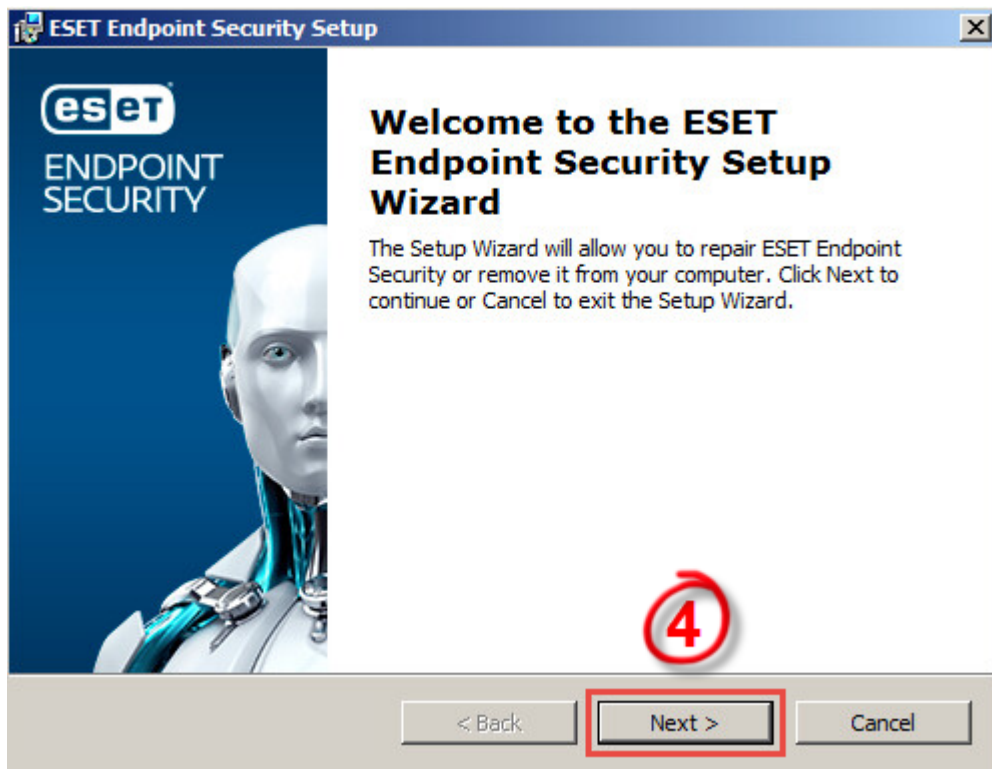 ESET Endpoint Security Setup
eseT
ENDPOINT
SECURITY
Welcome to the ESET
Endpoint Security Setup
Wizard
The Setup Wizard will allow you to repair ESET Endpoint
Security or remove it from your computer. Click Next to
continue or Cancel to exit the Setup Wizard.
4
< Back
Next >
Cancel